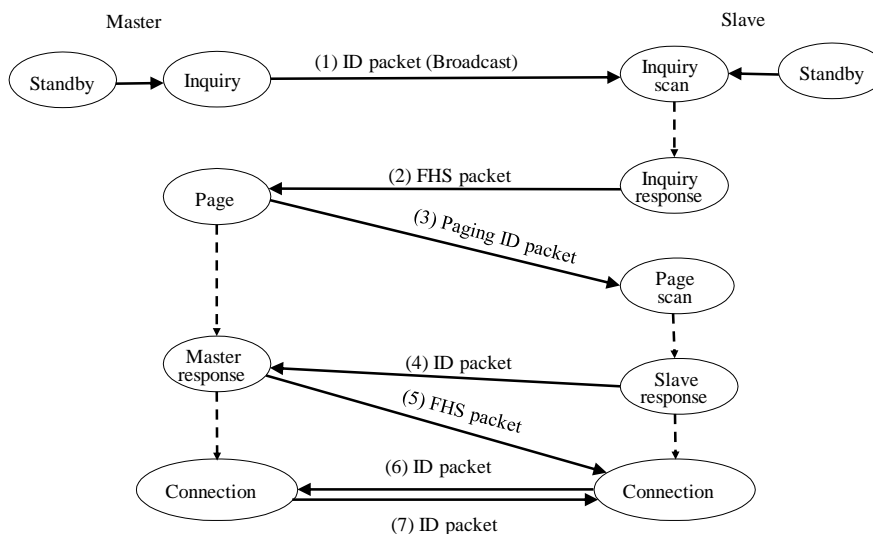 Master
Slave
Standby
Inquiry
(1) ID packet (Broadcast)
Inquiry
scan
Standby
(2) FHS packet
Inquiry
response
Page
(3) Paging ID packet
Page
scan
Master
response
(4) ID packet
Slave
response
(5) FHS packet
(6) ID packet
Connection
Connection
(7) ID packet